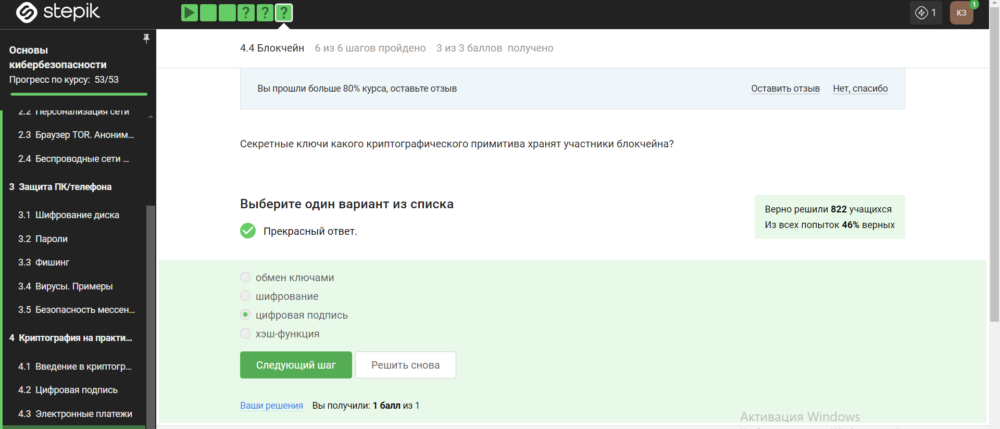 stepik
? ? ?
1
КЗ
1
Основы
кибербезопасности
Прогресс по курсу: 53/53
2.2 Персонализация сети
2.3 Браузер TOR. Аноним...
2.4 Беспроводные сети ...
3 Защита ПК/телефона
3.1 Шифрование диска
3.2 Пароли
3.3 Фишинг
3.4 Вирусы. Примеры
3.5 Безопасность мессен...
4 Криптография на практи...
4.1 Введение в криптогр...
4.2 Цифровая подпись
4.3 Электронные платежи
4.4 Блокчейн 6 из 6 шагов пройдено 3 из 3 баллов получено
Вы прошли больше 80% курса, оставьте отзыв Оставить отзыв Нет, спасибо
Секретные ключи какого криптографического примитива хранят участники блокчейна?
Выберите один вариант из списка
Прекрасный ответ.
Верно решили 822 учащихся
Из всех попыток 46% верных
обмен ключами
шифрование
цифровая подпись
хэш-функция
Следующий шаг Решить снова
Ваши решения Вы получили: 1 балл из 1
Активация Windows